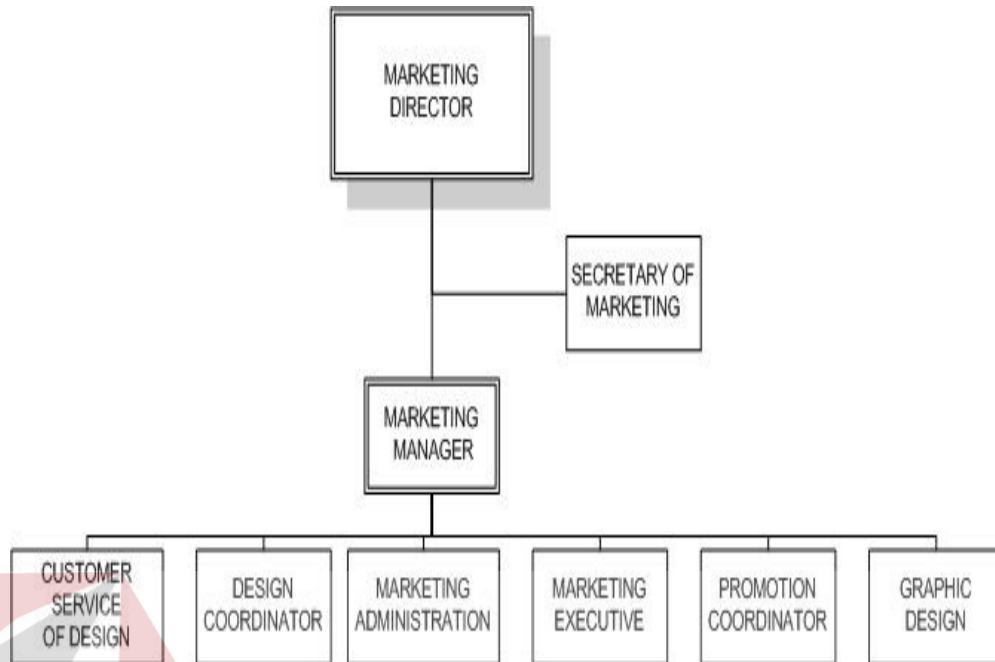 MARKETING
DIRECTOR
SECRETARY OF
MARKETING
MARKETING
MANAGER
CUSTOMER
SERVICE
OF DESIGN
DESIGN
COORDINATOR
MARKETING
ADMINISTRATION
MARKETING
EXECUTIVE
PROMOTION
COORDINATOR
GRAPHIC
DESIGN